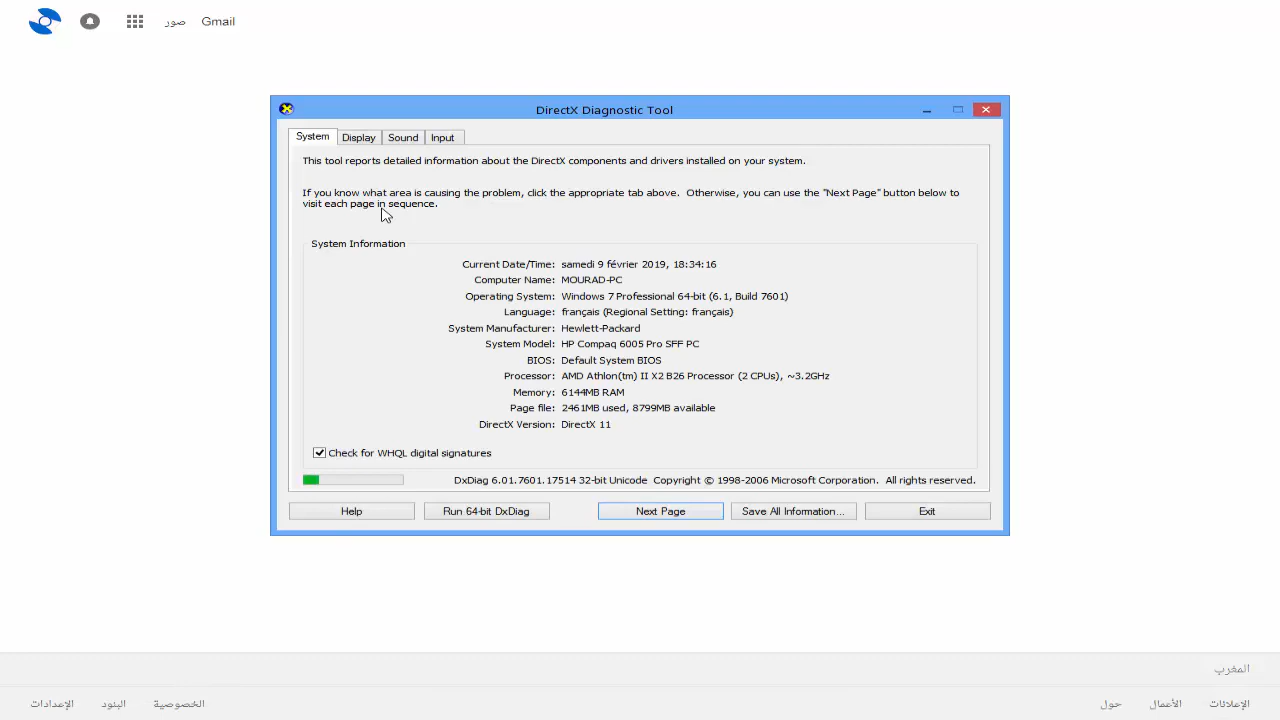 Gmail
صور
DirectX Diagnostic Tool
System
Display
Sound
Input
This tool reports detailed information about the DirectX components and drivers installed on your system.
If you know what area is causing the problem, click the appropriate tab above.  Otherwise, you can use the "Next Page" button below to
visit each page in sequence.
System Information
Current Date/Time: samedi 9 février 2019, 18:34:16
Computer Name: MOURAD-PC
Operating System: Windows 7 Professional 64-bit (6.1, Build 7601)
Language: français (Regional Setting: français)
System Manufacturer: Hewlett-Packard
System Model: HP Compaq 6005 Pro SFF PC
BIOS: Default System BIOS
Processor: AMD Athlon(tm) II X2 B26 Processor (2 CPUs), ~3.2GHz
Memory: 6144MB RAM
Page file: 2461MB used, 8799MB available
DirectX Version: DirectX 11
Check for WHQL digital signatures
DxDiag 6.01.7601.17514 32-bit Unicode  Copyright © 1998-2006 Microsoft Corporation.  All rights reserved.
Help
Run 64-bit DxDiag
Next Page
Save All Information...
Exit
المغرب
الإعلانات
الأعمال
حول
الخصوصية
البنود
الإعدادات